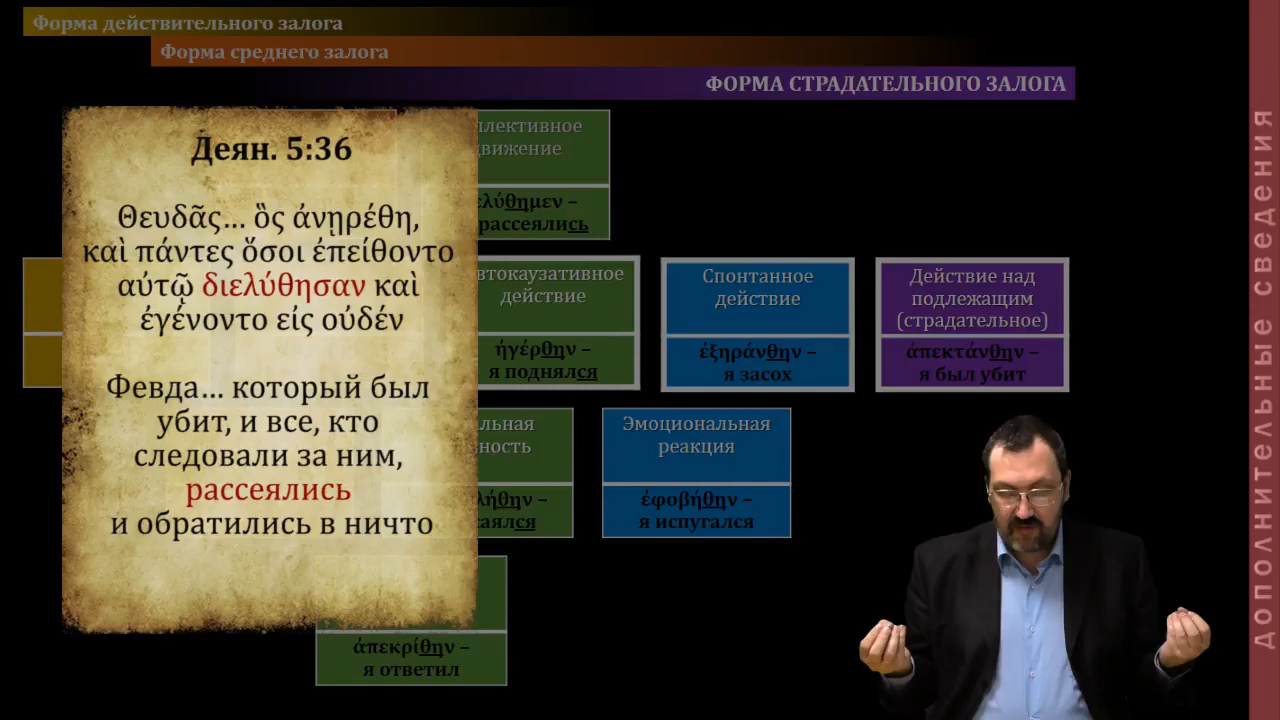 Форма действительного залога
Форма среднего залога
ФОРМА СТРАДАТЕЛЬНОГО ЗАЛОГА
Деян. 5:36
Θευδᾶς... ὃς ἀνῃρέθη,
καὶ πάντες ὅσοι ἐπείθοντο
αὐτῷ διελύθησαν καὶ
ἐγένοντο εἰς οὐδέν
Февда... который был
убит, и все, кто
следовали за ним,
рассеялись
и обратились в ничто
рассеялись
втокаузативное
действие
ἠγέρθην –
я поднялся
Спонтанное
действие
ἐξηράνθην –
я засох
Действие над
подлежащим
(страдательное)
ἀπεκτάνθην –
я был убит
Эмоциональная
реакция
ἐφοβήθην –
я испугался
ἀπεκρίθην –
я ответил
дополнительные сведения